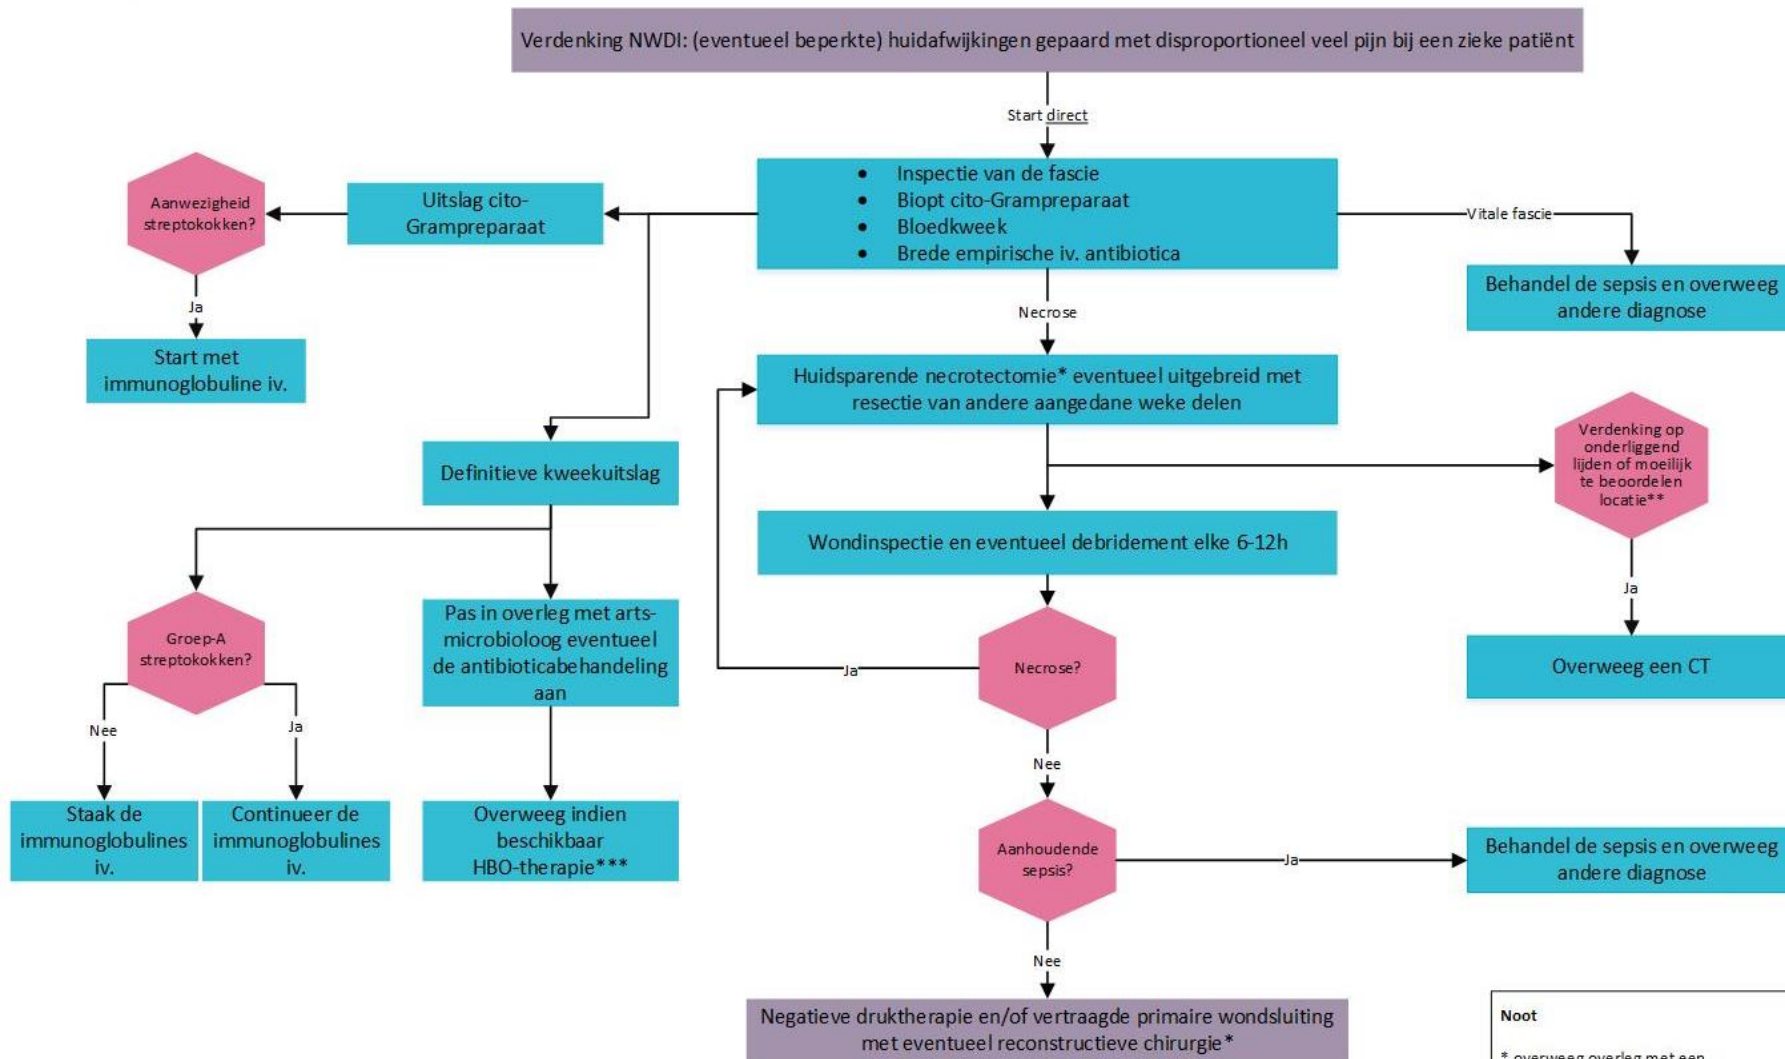 Verdenking NWDI: (eventueel beperkte) huidafwijkingen gepaard met disproportioneel veel pijn bij een zieke patiënt
Start direct
• Inspectie van de fascie
• Biopt cito-Grampreparaat
• Bloedkweek
• Brede empirische iv. antibiotica
Uitslag cito-
Grampreparaat
Aanwezigheid
streptokokken?
Ja
Start met
immunoglobuline iv.
Vitale fascie
Behandel de sepsis en overweeg
andere diagnose
Necrose
Huidsparende necrotectomie* eventueel uitgebreid met
resectie van andere aangedane weke delen
Verdenking op
onderliggend
lijden of moeilijk
te beoordelen
locatie**
Ja
Overweeg een CT
Definitieve kweekuitslag
Groep-A
streptokokken?
Nee
Ja
Staak de
immunoglobulines
iv.
Continueer de
immunoglobulines
iv.
Pas in overleg met arts-
microbioloog eventueel
de antibioticabehandeling
aan
Overweeg indien
beschikbaar
HBO-therapie***
Wondinspectie en eventueel debridement elke 6-12h
Necrose?
Ja
Nee
Aanhoudende
sepsis?
Ja
Behandel de sepsis en overweeg
andere diagnose
Nee
Negatieve druktherapie en/of vertraagde primaire wondsluiting
met eventueel reconstructieve chirurgie*
Noot
* overweeg overleg met een